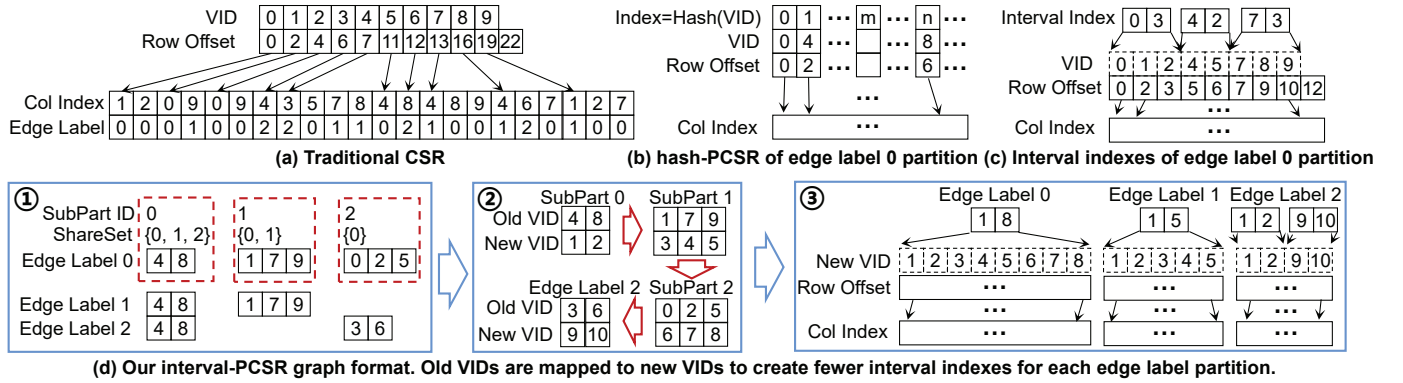 VID 0 1 2 3 4 5 6 7 8 9
Row Offset 0 2 4 6 7 11 12 13 16 19 22
Col Index 1 2 0 9 0 9 4 3 5 7 8 4 8 4 8 9 4 6 7 1 2 7
Edge Label 0 0 0 1 0 0 2 2 0 1 1 0 2 1 0 0 1 2 0 1 0 0
(a) Traditional CSR
Index=Hash(VID) 0 1 ... m ... n ...
VID 0 4 ... ... 8 ...
Row Offset 0 2 ... ... 6 ...
...
Col Index ...
(b) hash-PCSR of edge label 0 partition
Interval Index 0 3 4 2 7 3
VID 0 1 2 4 5 7 8 9
Row Offset 0 2 3 5 6 7 9 10 12
...
Col Index ...
(c) Interval indexes of edge label 0 partition
①
SubPart ID 0 1 2
ShareSet {0, 1, 2} {0, 1} {0}
Edge Label 0 4 8 1 7 9 0 2 5
Edge Label 1 4 8 1 7 9
Edge Label 2 4 8 3 6
②
SubPart 0 SubPart 1
Old VID 4 8 1 7 9
New VID 1 2 3 4 5
Edge Label 2 SubPart 2
Old VID 3 6 0 2 5
New VID 9 10 6 7 8
③
Edge Label 0 Edge Label 1 Edge Label 2
1 8 1 5 1 2 9 10
New VID 1 2 3 4 5 6 7 8 1 2 3 4 5 1 2 9 10
Row Offset ... ... ...
... ... ...
Col Index ... ... ...
(d) Our interval-PCSR graph format. Old VIDs are mapped to new VIDs to create fewer interval indexes for each edge label partition.